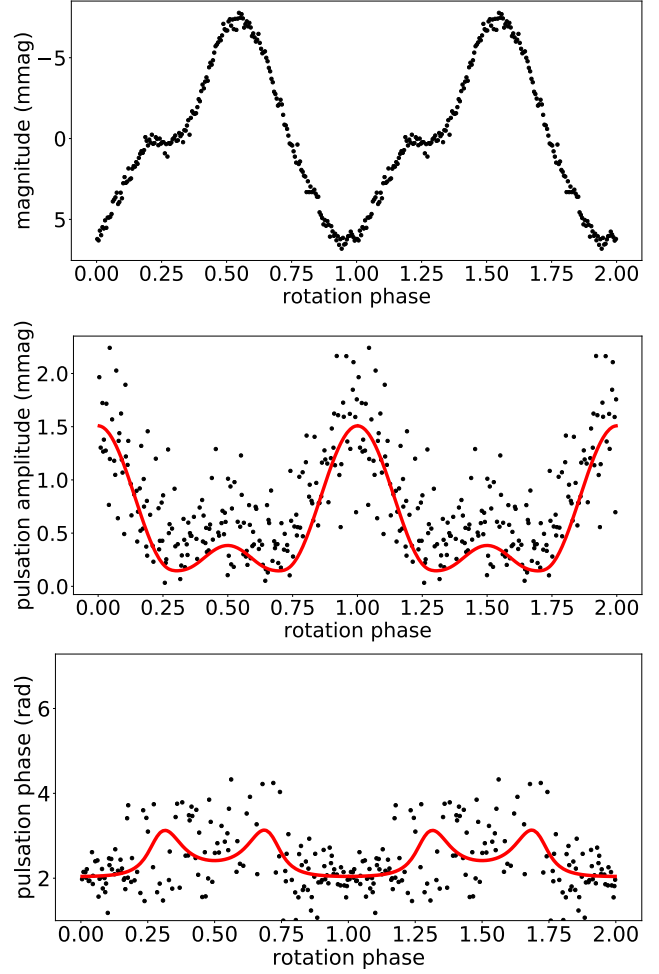 magnitude (mmag)
−5
0
5
0.00 0.25 0.50 0.75 1.00 1.25 1.50 1.75 2.00
rotation phase
pulsation amplitude (mmag)
2.0
1.5
1.0
0.5
0.0
0.00 0.25 0.50 0.75 1.00 1.25 1.50 1.75 2.00
rotation phase
pulsation phase (rad)
6
4
2
0.00 0.25 0.50 0.75 1.00 1.25 1.50 1.75 2.00
rotation phase